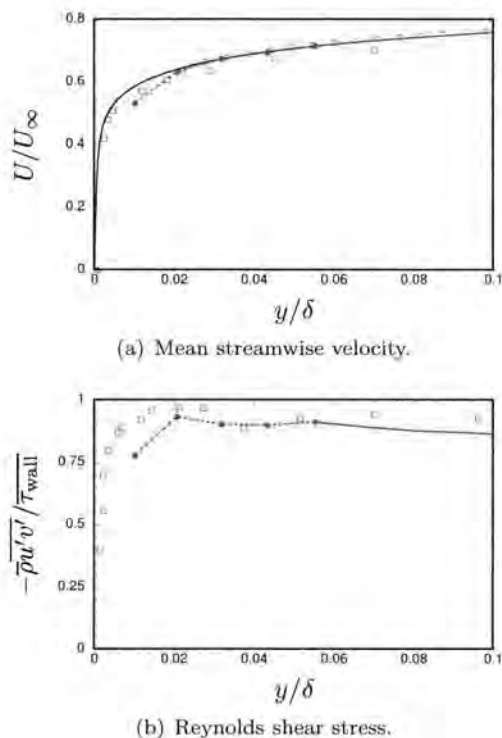 0.8
0.6
0.4
0.2
0
U/U∞
0 0.02 0.04 0.06 0.08 0.1
y/δ
(a) Mean streamwise velocity.
1
0.75
0.5
0.25
0
−ρ̅u′v′̅/τ̅wall
0 0.02 0.04 0.06 0.08 0.1
y/δ
(b) Reynolds shear stress.